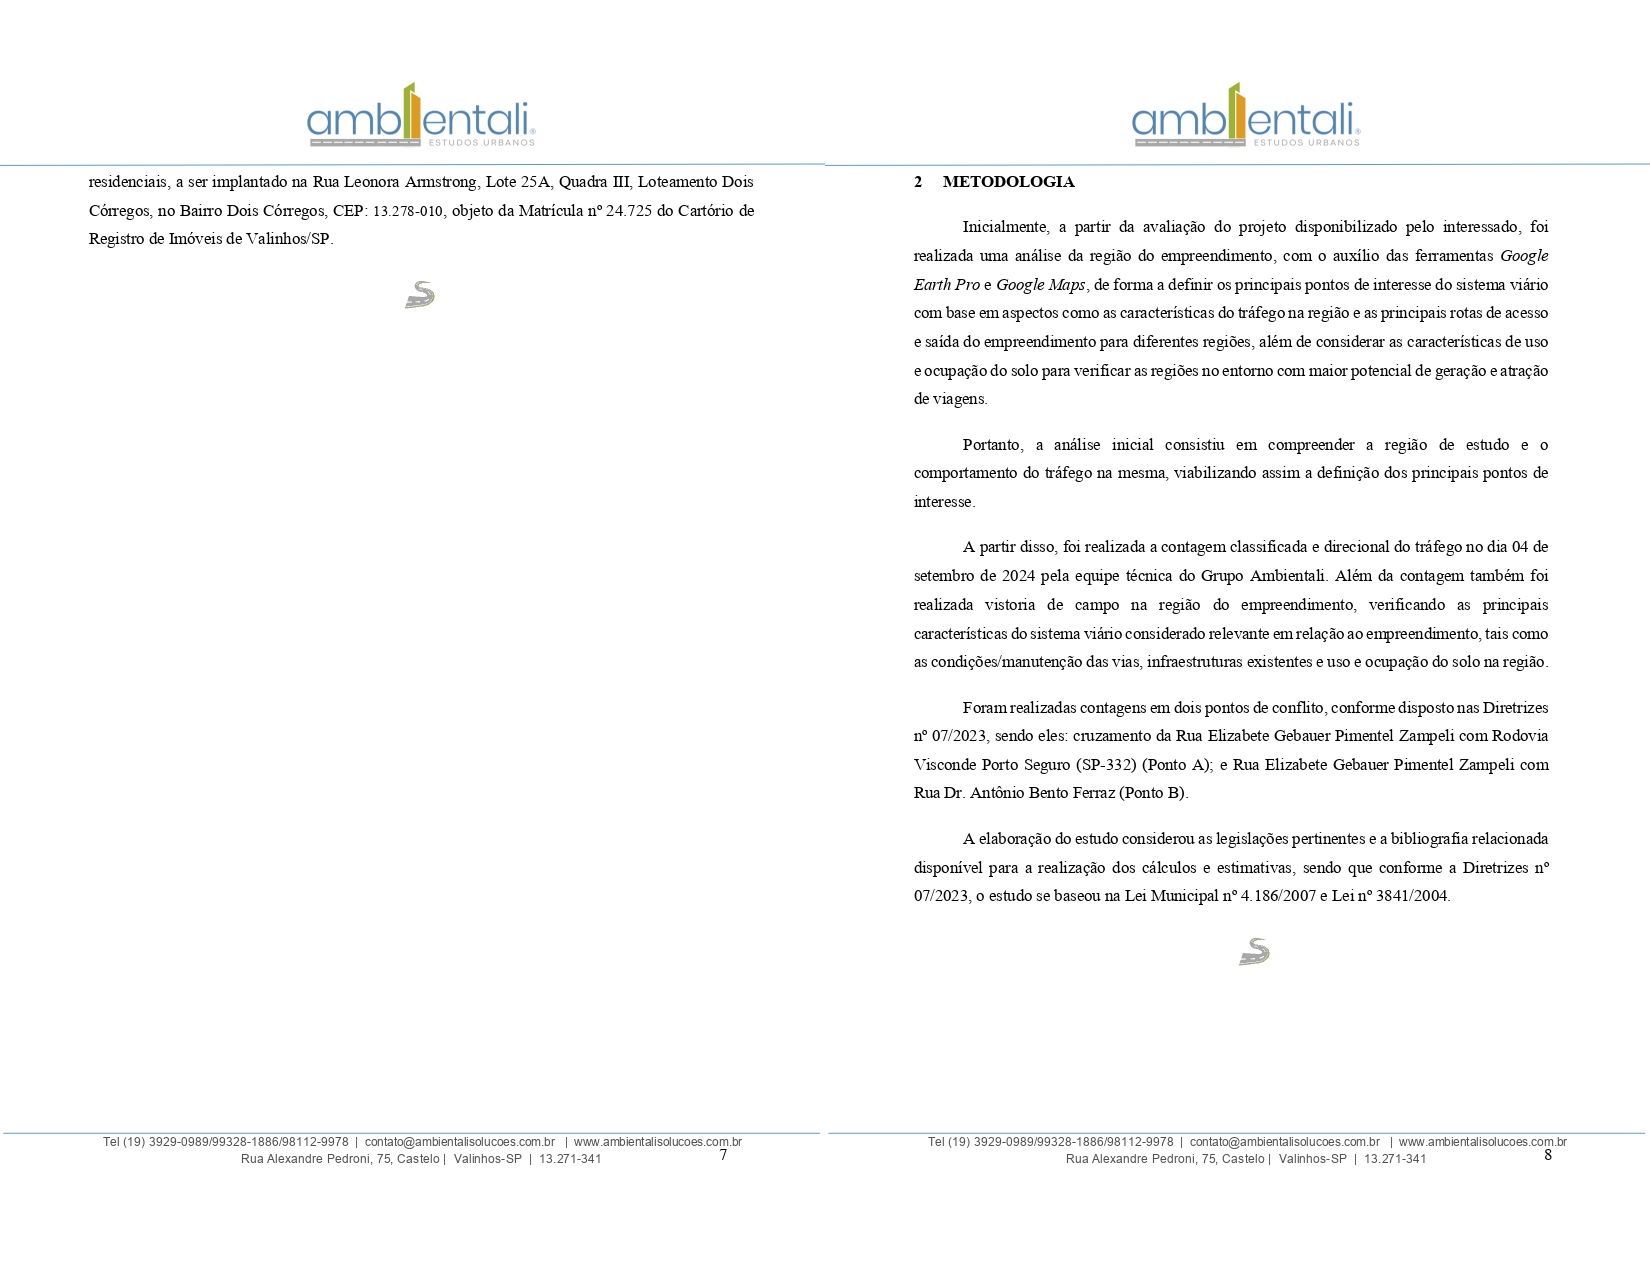 ambientali®
ESTUDOS URBANOS
residenciais, a ser implantado na Rua Leonora Armstrong, Lote 25A, Quadra III, Loteamento Dois
Córregos, no Bairro Dois Córregos, CEP: 13.278-010, objeto da Matrícula nº 24.725 do Cartório de
Registro de Imóveis de Valinhos/SP.
Tel (19) 3929-0989/99328-1886/98112-9978 | contato@ambientalisolucoes.com.br | www.ambientalisolucoes.com.br
Rua Alexandre Pedroni, 75, Castelo | Valinhos-SP | 13.271-341
7
ambientali®
ESTUDOS URBANOS
2 METODOLOGIA
Inicialmente, a partir da avaliação do projeto disponibilizado pelo interessado, foi
realizada uma análise da região do empreendimento, com o auxílio das ferramentas Google
Earth Pro e Google Maps, de forma a definir os principais pontos de interesse do sistema viário
com base em aspectos como as características do tráfego na região e as principais rotas de acesso
e saída do empreendimento para diferentes regiões, além de considerar as características de uso
e ocupação do solo para verificar as regiões no entorno com maior potencial de geração e atração
de viagens.
Portanto, a análise inicial consistiu em compreender a região de estudo e o
comportamento do tráfego na mesma, viabilizando assim a definição dos principais pontos de
interesse.
A partir disso, foi realizada a contagem classificada e direcional do tráfego no dia 04 de
setembro de 2024 pela equipe técnica do Grupo Ambientali. Além da contagem também foi
realizada vistoria de campo na região do empreendimento, verificando as principais
características do sistema viário considerado relevante em relação ao empreendimento, tais como
as condições/manutenção das vias, infraestruturas existentes e uso e ocupação do solo na região.
Foram realizadas contagens em dois pontos de conflito, conforme disposto nas Diretrizes
nº 07/2023, sendo eles: cruzamento da Rua Elizabete Gebauer Pimentel Zampeli com Rodovia
Visconde Porto Seguro (SP-332) (Ponto A); e Rua Elizabete Gebauer Pimentel Zampeli com
Rua Dr. Antônio Bento Ferraz (Ponto B).
A elaboração do estudo considerou as legislações pertinentes e a bibliografia relacionada
disponível para a realização dos cálculos e estimativas, sendo que conforme a Diretrizes nº
07/2023, o estudo se baseou na Lei Municipal nº 4.186/2007 e Lei nº 3841/2004.
Tel (19) 3929-0989/99328-1886/98112-9978 | contato@ambientalisolucoes.com.br | www.ambientalisolucoes.com.br
Rua Alexandre Pedroni, 75, Castelo | Valinhos-SP | 13.271-341
8